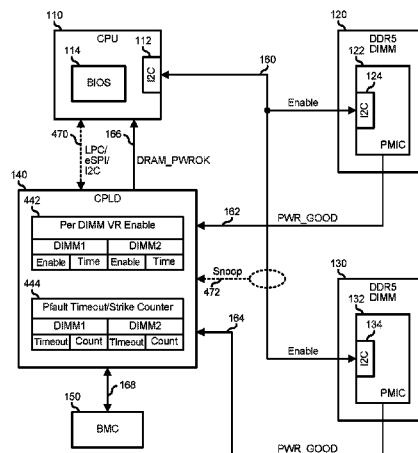 110
CPU
112
114
BIOS
I2C
160
120
DDR5
DIMM
122
124
I2C
Enable
PMIC
470
LPC/
eSPI/
I2C
166
DRAM_PWROK
140
CPLD
442
Per DIMM VR Enable
DIMM1 DIMM2
Enable Time Enable Time
162
PWR_GOOD
Snoop
472
444
Pfault Timeout/Strike Counter
DIMM1 DIMM2
Timeout Count Timeout Count
164
130
DDR5
DIMM
132
134
I2C
Enable
PMIC
168
150
BMC
PWR_GOOD